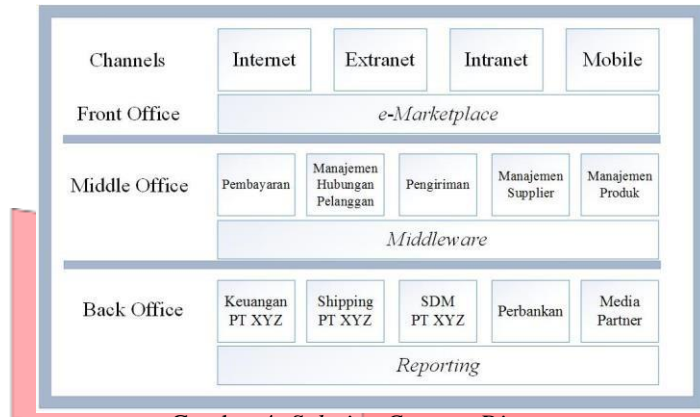 Channels Internet Extranet Intranet Mobile
Front Office e-Marketplace
Middle Office Pembayaran Manajemen Hubungan Pelanggan Pengiriman Manajemen Supplier Manajemen Produk
Middleware
Back Office Keuangan PT XYZ Shipping PT XYZ SDM PT XYZ Perbankan Media Partner
Reporting